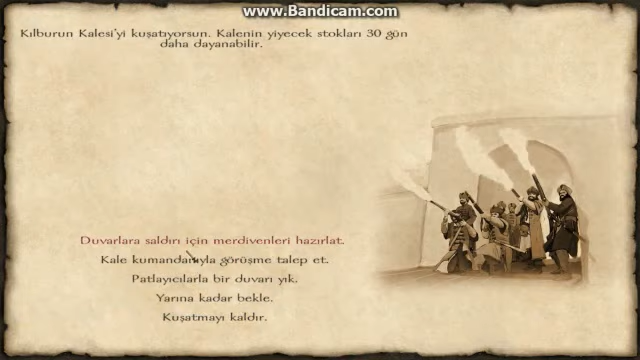 www.Bandicam.com
Kılburun Kalesi'yi kuşatıyorsun. Kalenin yiyecek stokları 30 gün
daha dayanabilir.
Duvarlara saldırı için merdivenleri hazırlat.
Kale kumandanıyla görüşme talep et.
Patlayıcılarla bir duvarı yık.
Yarına kadar bekle.
Kuşatmayı kaldır.